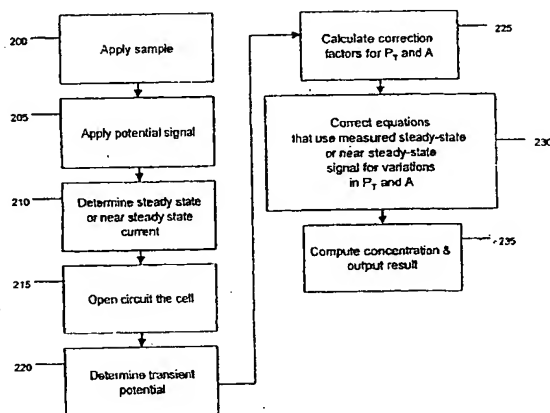 200
Apply sample
205
Apply potential signal
210
Determine steady state
or near steady state
current
215
Open circuit the cell
220
Determine transient
potential
225
Calculate correction
factors for P_T and A
230
Correct equations
that use measured steady-state
or near steady-state
signal for variations
in P_T and A
235
Compute concentration &
output result